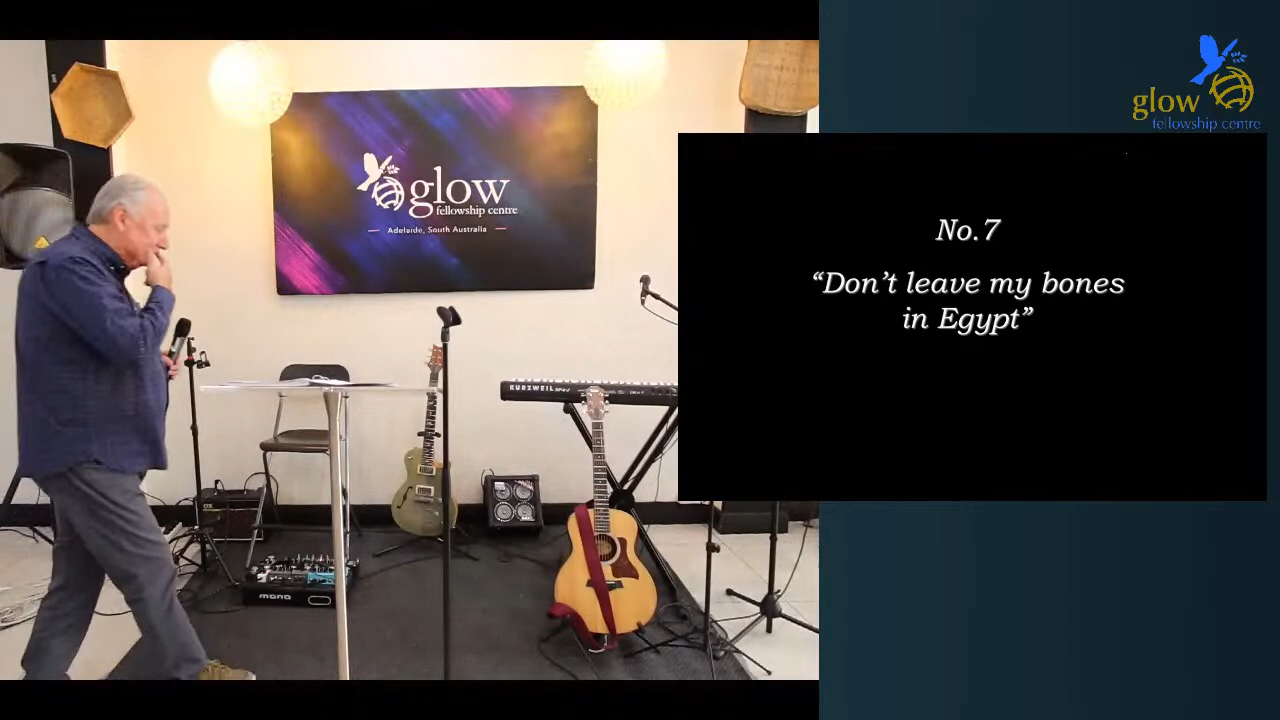 glow
fellowship centre
Adelaide, South Australia
KURZWEIL
mono
glow
fellowship centre
No.7
“Don’t leave my bones
in Egypt”